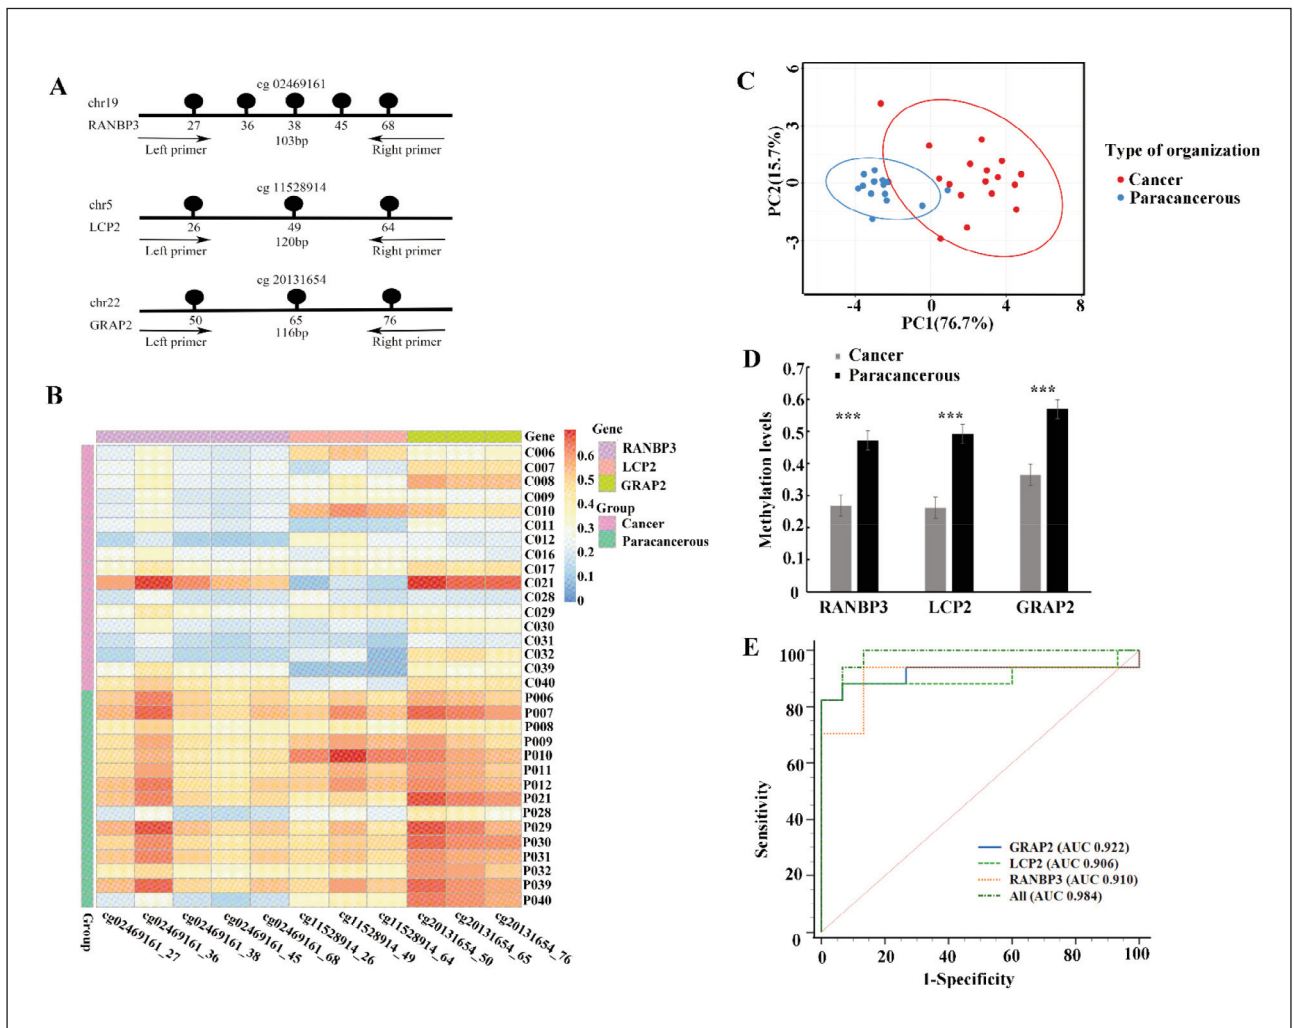 A
cg 02469161
chr19
RANBP3
27 36 38 45 68
103bp
Left primer Right primer
cg 11528914
chr5
LCP2
26 49 64
120bp
Left primer Right primer
cg 20131654
chr22
GRAP2
50 65 76
116bp
Left primer Right primer
B
Gene
C006
C007
C008
C009
C010
C011
C012
C016
C017
C021
C028
C029
C030
C031
C032
C039
C040
P006
P007
P008
P009
P010
P011
P012
P021
P028
P029
P030
P031
P032
P039
P040
0.6
0.5
0.4
0.3
0.2
0.1
0
Gene
RANBP3
LCP2
GRAP2
Group
Cancer
Paracancerous
Group
cg02469161_27
cg02469161_36
cg02469161_38
cg02469161_45
cg02469161_68
cg11528914_26
cg11528914_49
cg11528914_64
cg20131654_50
cg20131654_65
cg20131654_76
C
PC2(15.7%)
6
3
0
-3
-4 0 4 8
PC1(76.7%)
Type of organization
Cancer
Paracancerous
D
Cancer
Paracancerous
Methylation levels
0.7
0.6
0.5
0.4
0.3
0.2
0.1
0
*** *** ***
RANBP3 LCP2 GRAP2
E
Sensitivity
100
80
60
40
20
0
0 20 40 60 80 100
1-Specificity
GRAP2 (AUC 0.922)
LCP2 (AUC 0.906)
RANBP3 (AUC 0.910)
All (AUC 0.984)